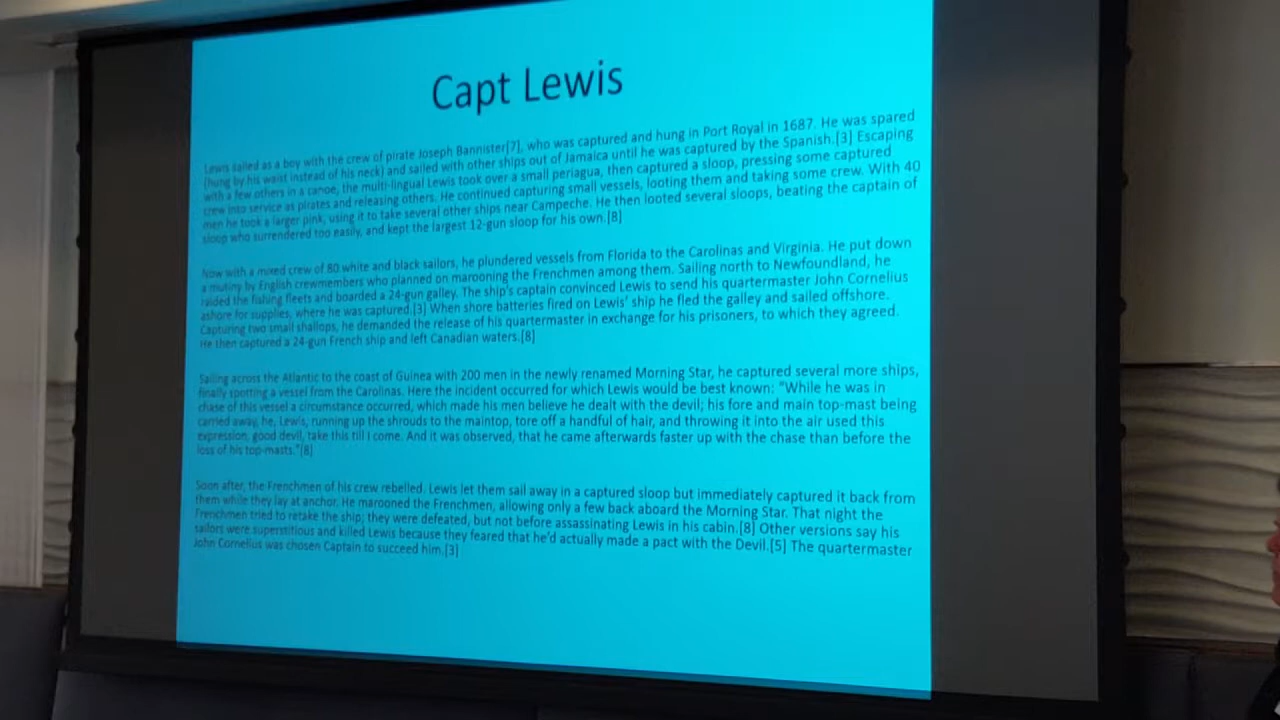 Capt Lewis
Lewis sailed as a boy with the crew of pirate Joseph Bannister[7], who was captured and hung in Port Royal in 1687. He was spared
(hung by his waist instead of his neck) and sailed with other ships out of Jamaica until he was captured by the Spanish.[3] Escaping
with a few others in a canoe, the multi-lingual Lewis took over a small periagua, then captured a sloop, pressing some captured
crew into service as pirates and releasing others. He continued capturing small vessels, looting them and taking some crew. With 40
men he took a larger pink, using it to take several other ships near Campeche. He then looted several sloops, beating the captain of
sloop who surrendered too easily, and kept the largest 12-gun sloop for his own.[8]
Now with a mixed crew of 80 white and black sailors, he plundered vessels from Florida to the Carolinas and Virginia. He put down
a mutiny by English crewmembers who planned on marooning the Frenchmen among them. Sailing north to Newfoundland, he
raided the fishing fleets and boarded a 24-gun galley. The ship's captain convinced Lewis to send his quartermaster John Cornelius
ashore for supplies, where he was captured.[3] When shore batteries fired on Lewis' ship he fled the galley and sailed offshore.
Capturing two small shallops, he demanded the release of his quartermaster in exchange for his prisoners, to which they agreed.
He then captured a 24-gun French ship and left Canadian waters.[8]
Sailing across the Atlantic to the coast of Guinea with 200 men in the newly renamed Morning Star, he captured several more ships,
finally spotting a vessel from the Carolinas. Here the incident occurred for which Lewis would be best known: "While he was in
chase of this vessel a circumstance occurred, which made his men believe he dealt with the devil; his fore and main top-mast being
carried away, he, Lewis, running up the shrouds to the maintop, tore off a handful of hair, and throwing it into the air used this
expression, good devil, take this till I come. And it was observed, that he came afterwards faster up with the chase than before the
loss of his top-masts."[8]
Soon after, the Frenchmen of his crew rebelled. Lewis let them sail away in a captured sloop but immediately captured it back from
them while they lay at anchor. He marooned the Frenchmen, allowing only a few back aboard the Morning Star. That night the
Frenchmen tried to retake the ship; they were defeated, but not before assassinating Lewis in his cabin.[8] Other versions say his
sailors were superstitious and killed Lewis because they feared that he'd actually made a pact with the Devil.[5] The quartermaster
John Cornelius was chosen Captain to succeed him.[3]